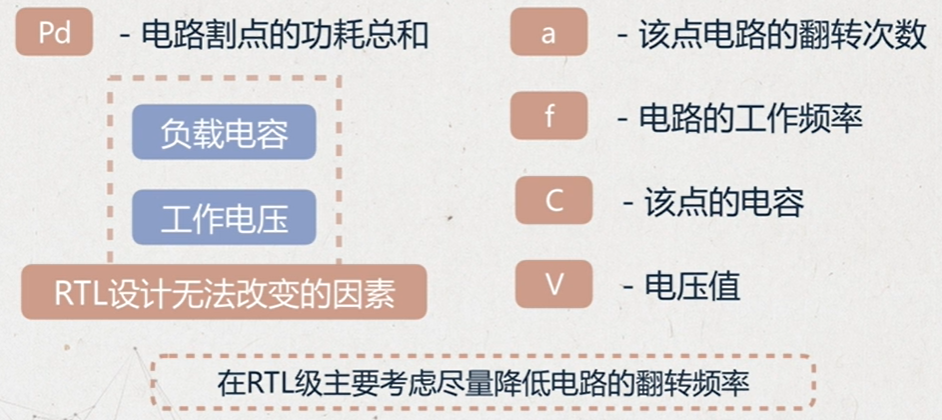 Pd - 电路割点的功耗总和
负载电容
工作电压
RTL设计无法改变的因素
a - 该点电路的翻转次数
f - 电路的工作频率
C - 该点的电容
V - 电压值
在RTL级主要考虑尽量降低电路的翻转频率